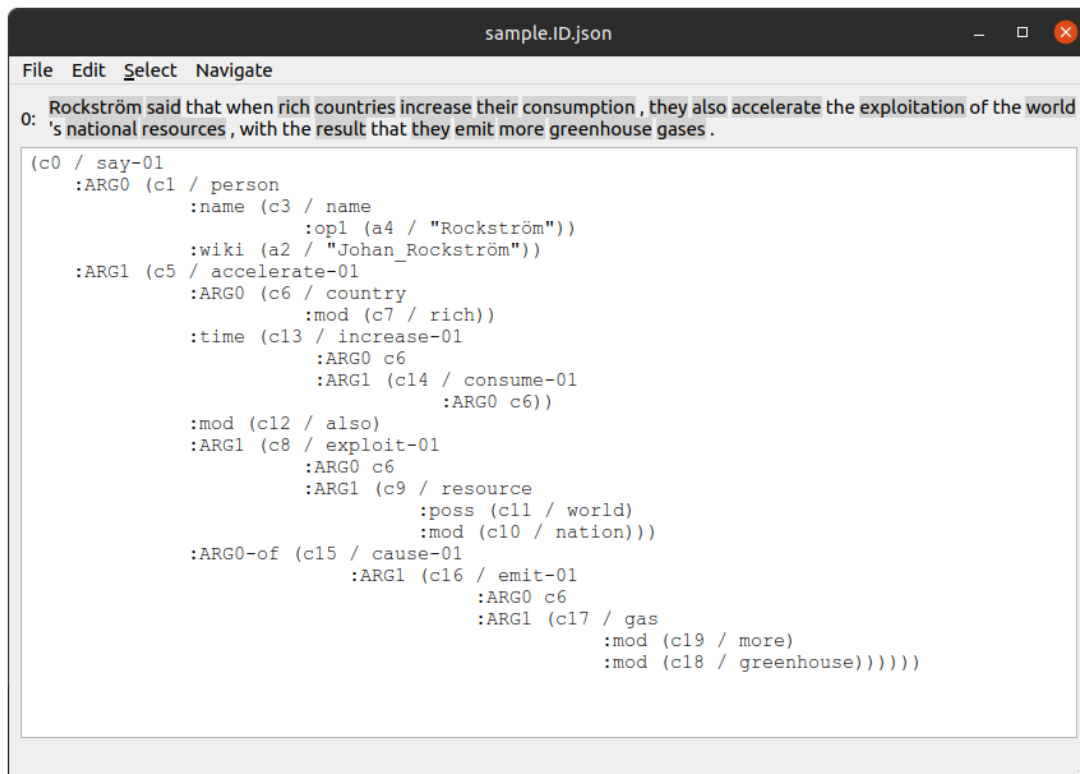 sample.ID.json
File Edit Select Navigate
0: Rockström said that when rich countries increase their consumption , they also accelerate the exploitation of the world
's national resources , with the result that they emit more greenhouse gases .
(c0 / say-01
    :ARG0 (c1 / person
               :name (c3 / name
                          :op1 (a4 / "Rockström"))
               :wiki (a2 / "Johan_Rockström"))
    :ARG1 (c5 / accelerate-01
               :ARG0 (c6 / country
                          :mod (c7 / rich))
               :time (c13 / increase-01
                           :ARG0 c6
                           :ARG1 (c14 / consume-01
                                       :ARG0 c6))
               :mod (c12 / also)
               :ARG1 (c8 / exploit-01
                          :ARG0 c6
                          :ARG1 (c9 / resource
                                     :poss (c11 / world)
                                     :mod (c10 / nation)))
               :ARG0-of (c15 / cause-01
                              :ARG1 (c16 / emit-01
                                          :ARG0 c6
                                          :ARG1 (c17 / gas
                                                      :mod (c19 / more)
                                                      :mod (c18 / greenhouse))))))